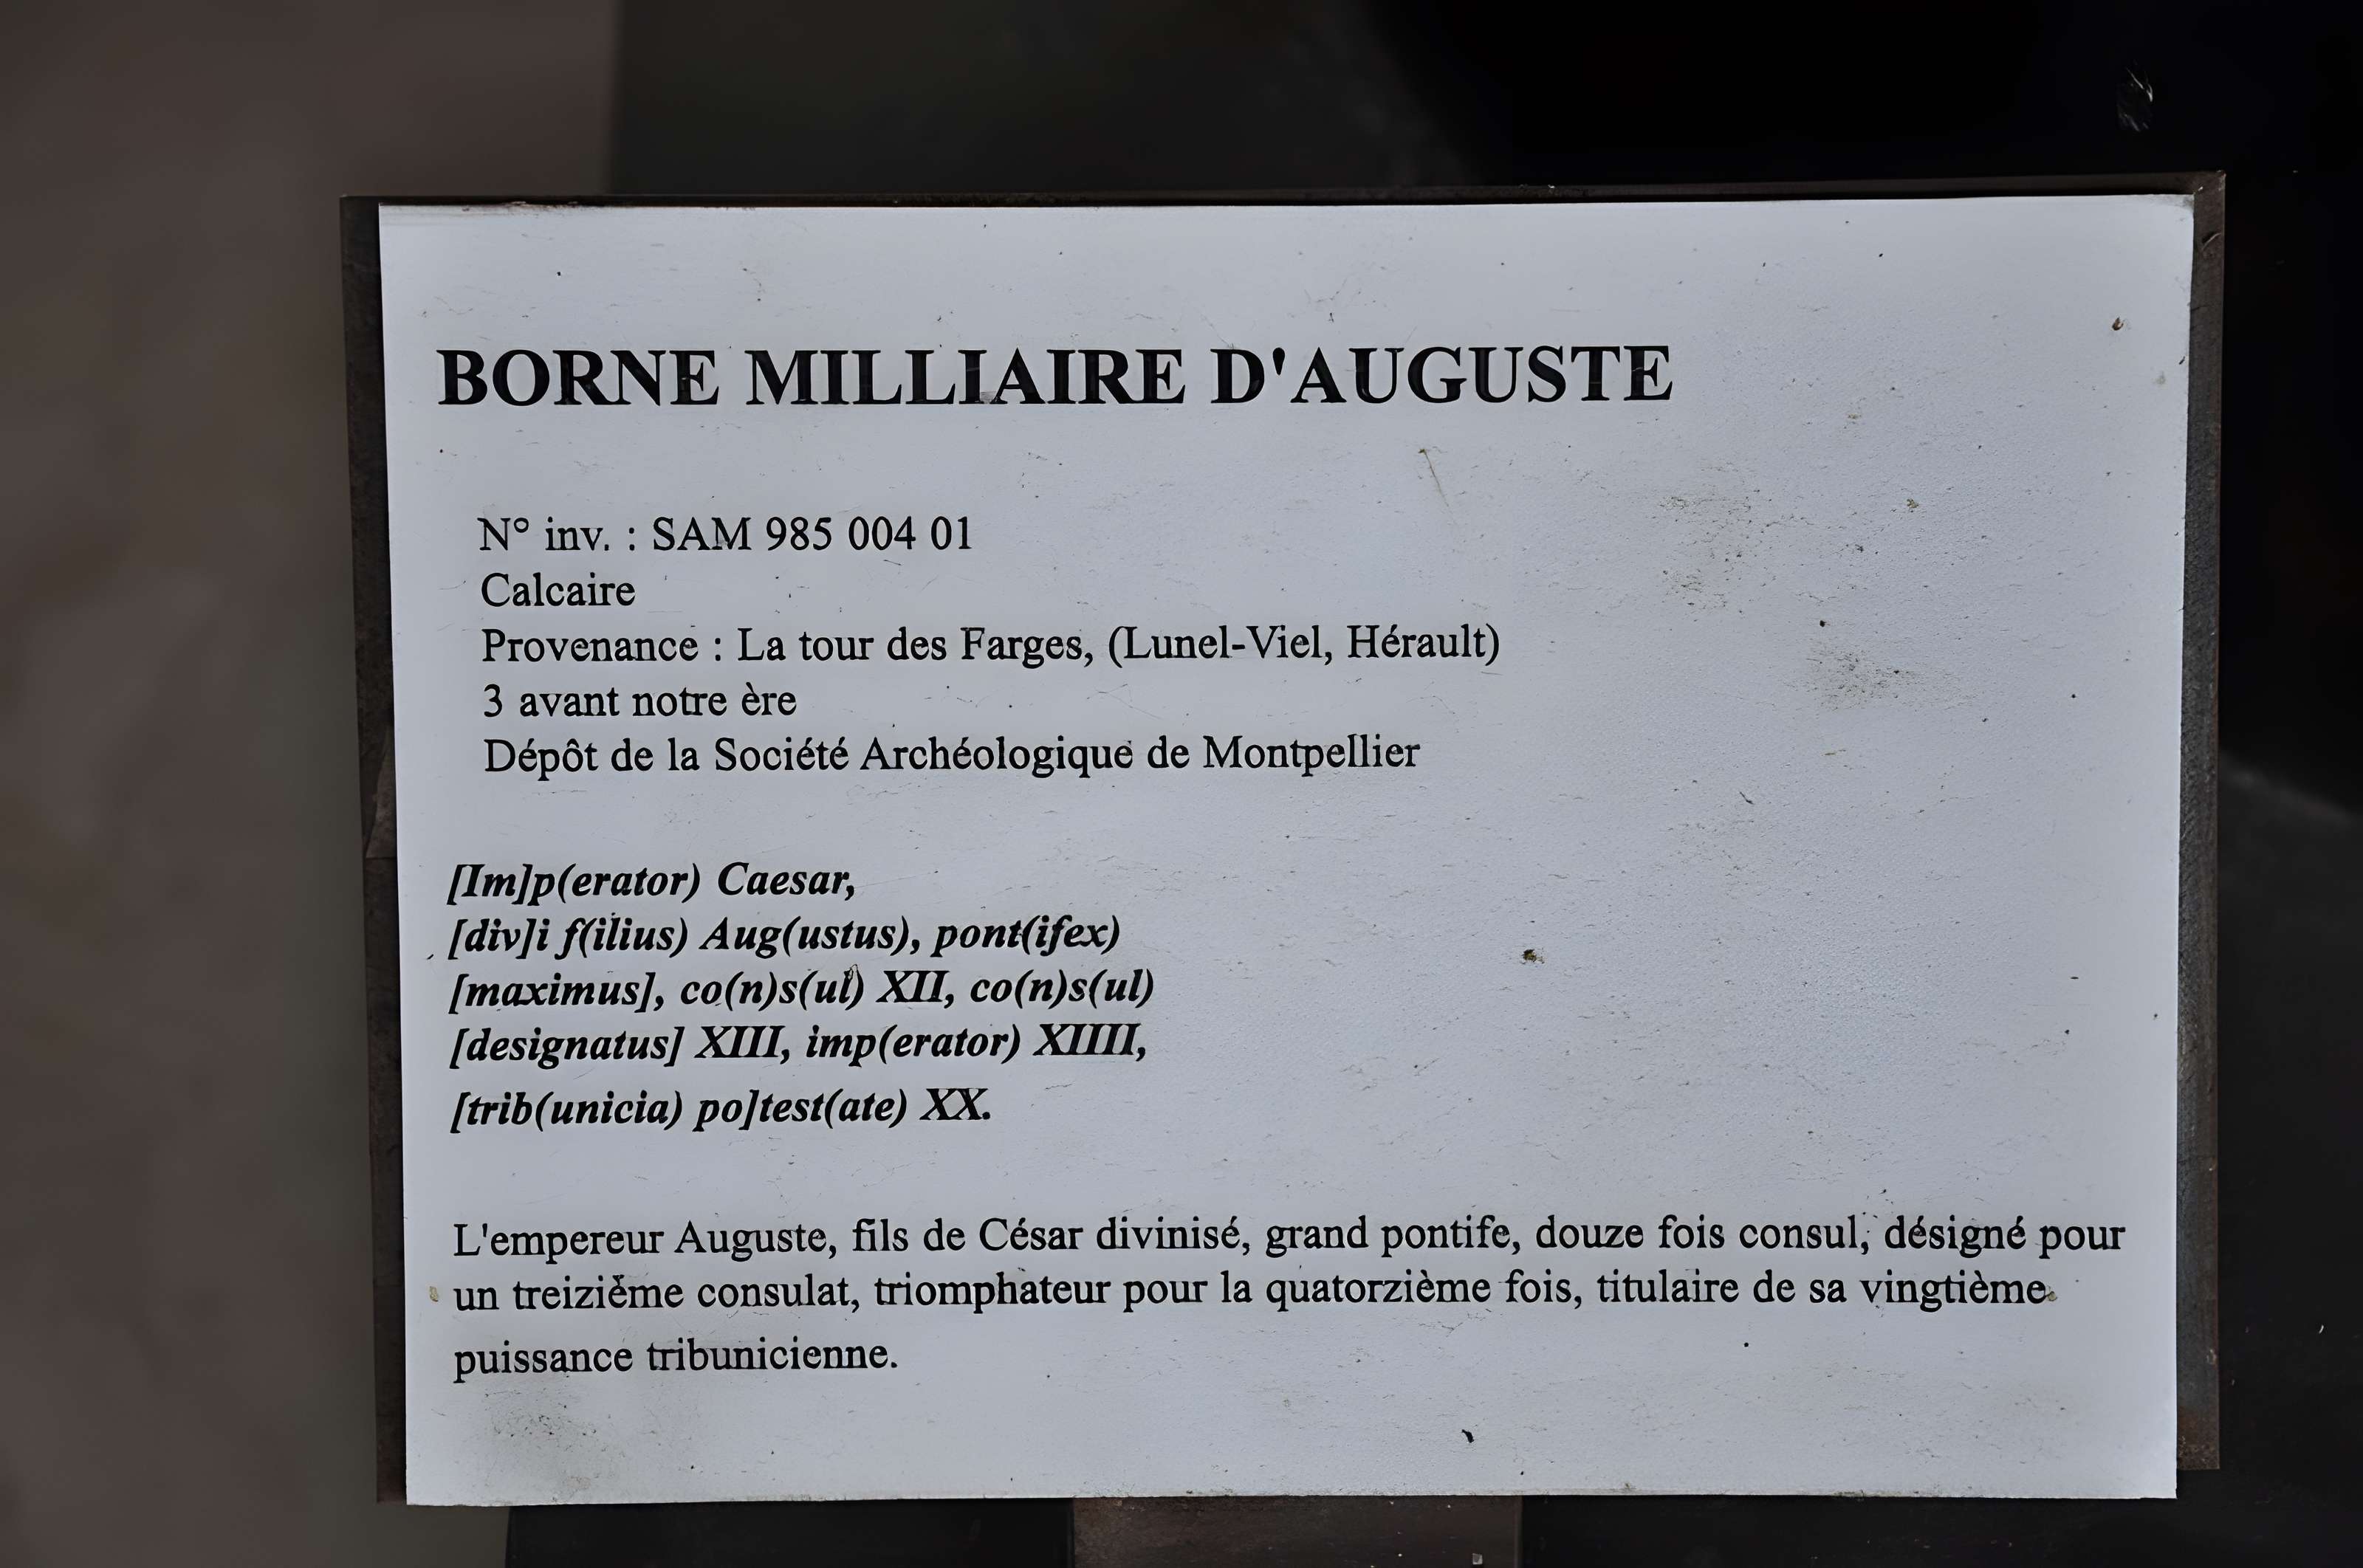 BORNE MILLIAIRE D'AUGUSTE
N° inv. : SAM 985 004 01
Calcaire
Provenance : La tour des Farges, (Lunel-Viel, Hérault)
3 avant notre ère
Dépôt de la Société Archéologique de Montpellier
[Im]p(erator) Caesar,
[div]i f(ilius) Aug(ustus), pont(ifex)
[maximus], co(n)s(ul) XII, co(n)s(ul)
[designatus] XIII, imp(erator) XIIII,
[trib(unicia) po]test(ate) XX.
L'empereur Auguste, fils de César divinisé, grand pontife, douze fois consul, désigné pour
un treizième consulat, triomphateur pour la quatorzième fois, titulaire de sa vingtième
puissance tribunicienne.